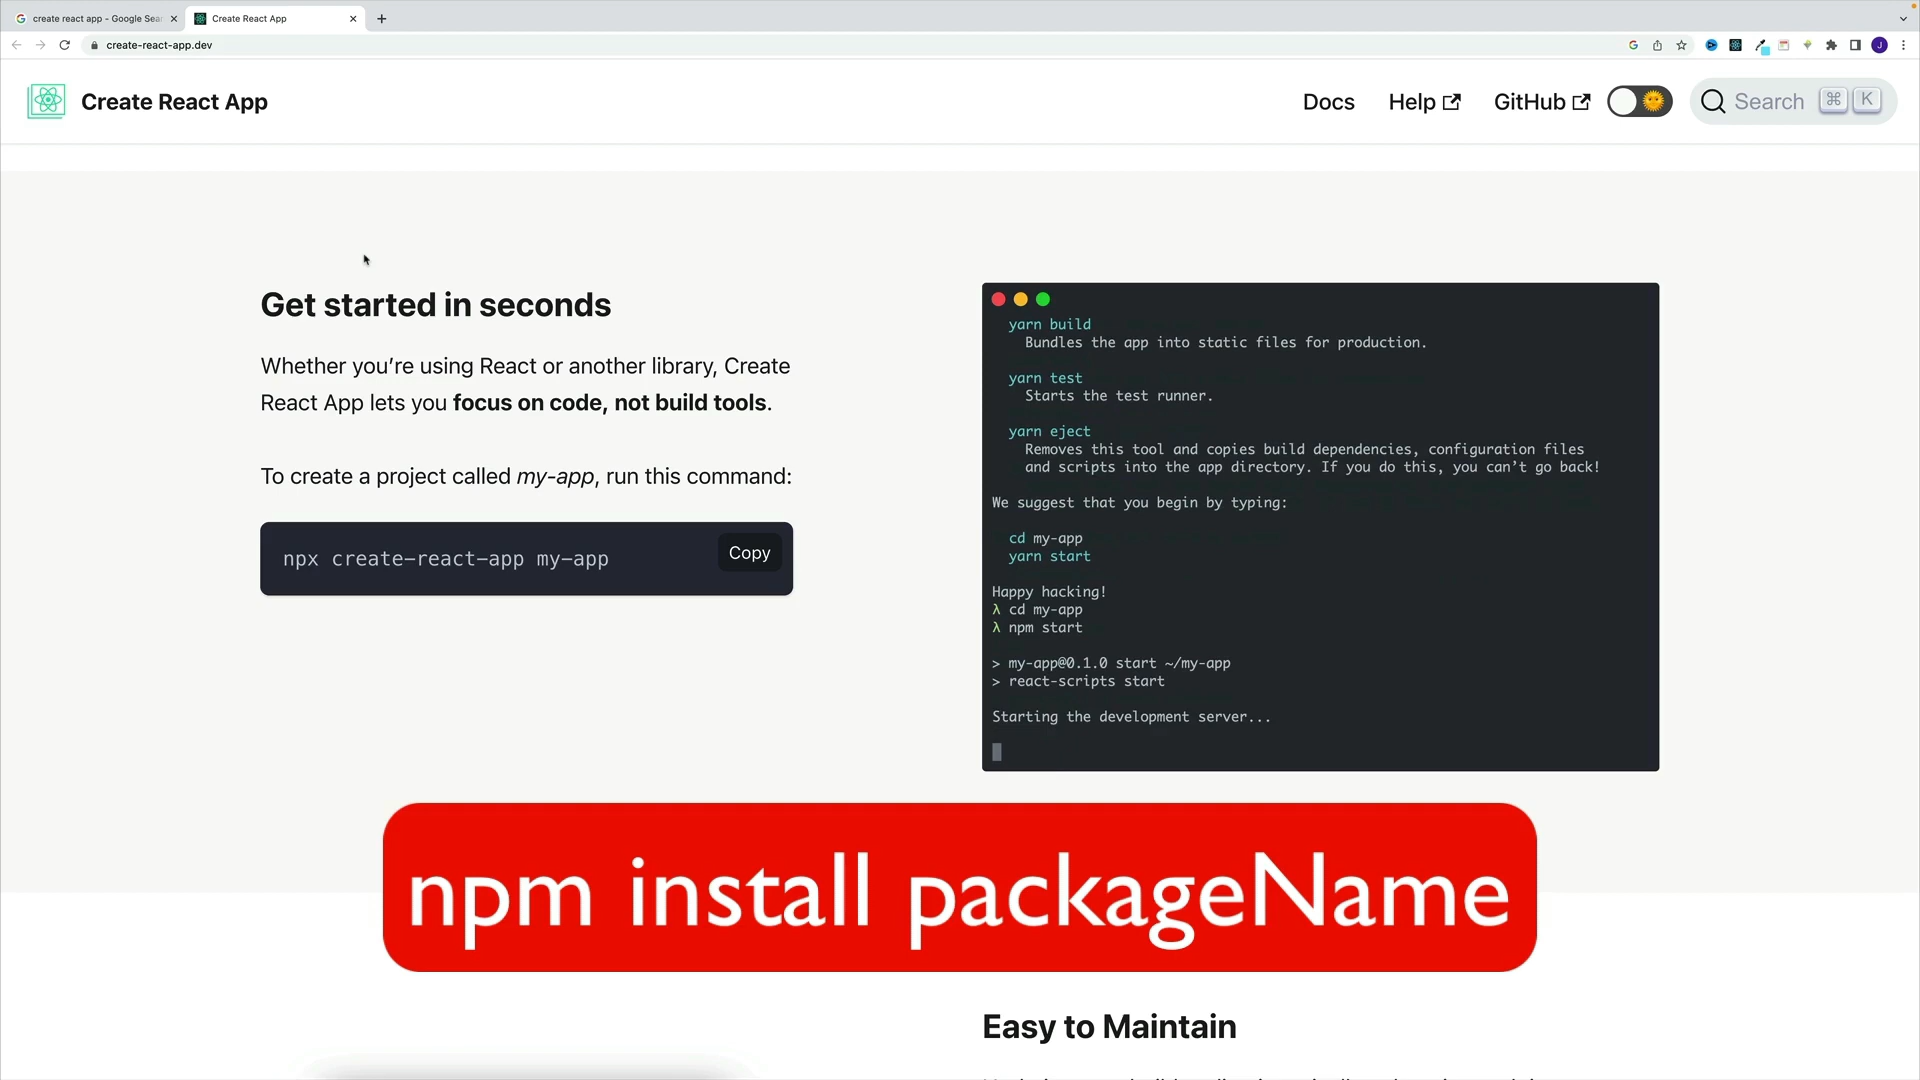 create react app - Google Sea
Create React App
create-react-app.dev
J
Create React App
Docs
Help
GitHub
Search
⌘
K
Get started in seconds
Whether you’re using React or another library, Create
React App lets you focus on code, not build tools.
To create a project called my-app, run this command:
npx create-react-app my-app
Copy
yarn build
Bundles the app into static files for production.
yarn test
Starts the test runner.
yarn eject
Removes this tool and copies build dependencies, configuration files
and scripts into the app directory. If you do this, you can’t go back!
We suggest that you begin by typing:
cd my-app
yarn start
Happy hacking!
λ cd my-app
λ npm start
> my-app@0.1.0 start ~/my-app
> react-scripts start
Starting the development server...
npm install packageName
Easy to Maintain